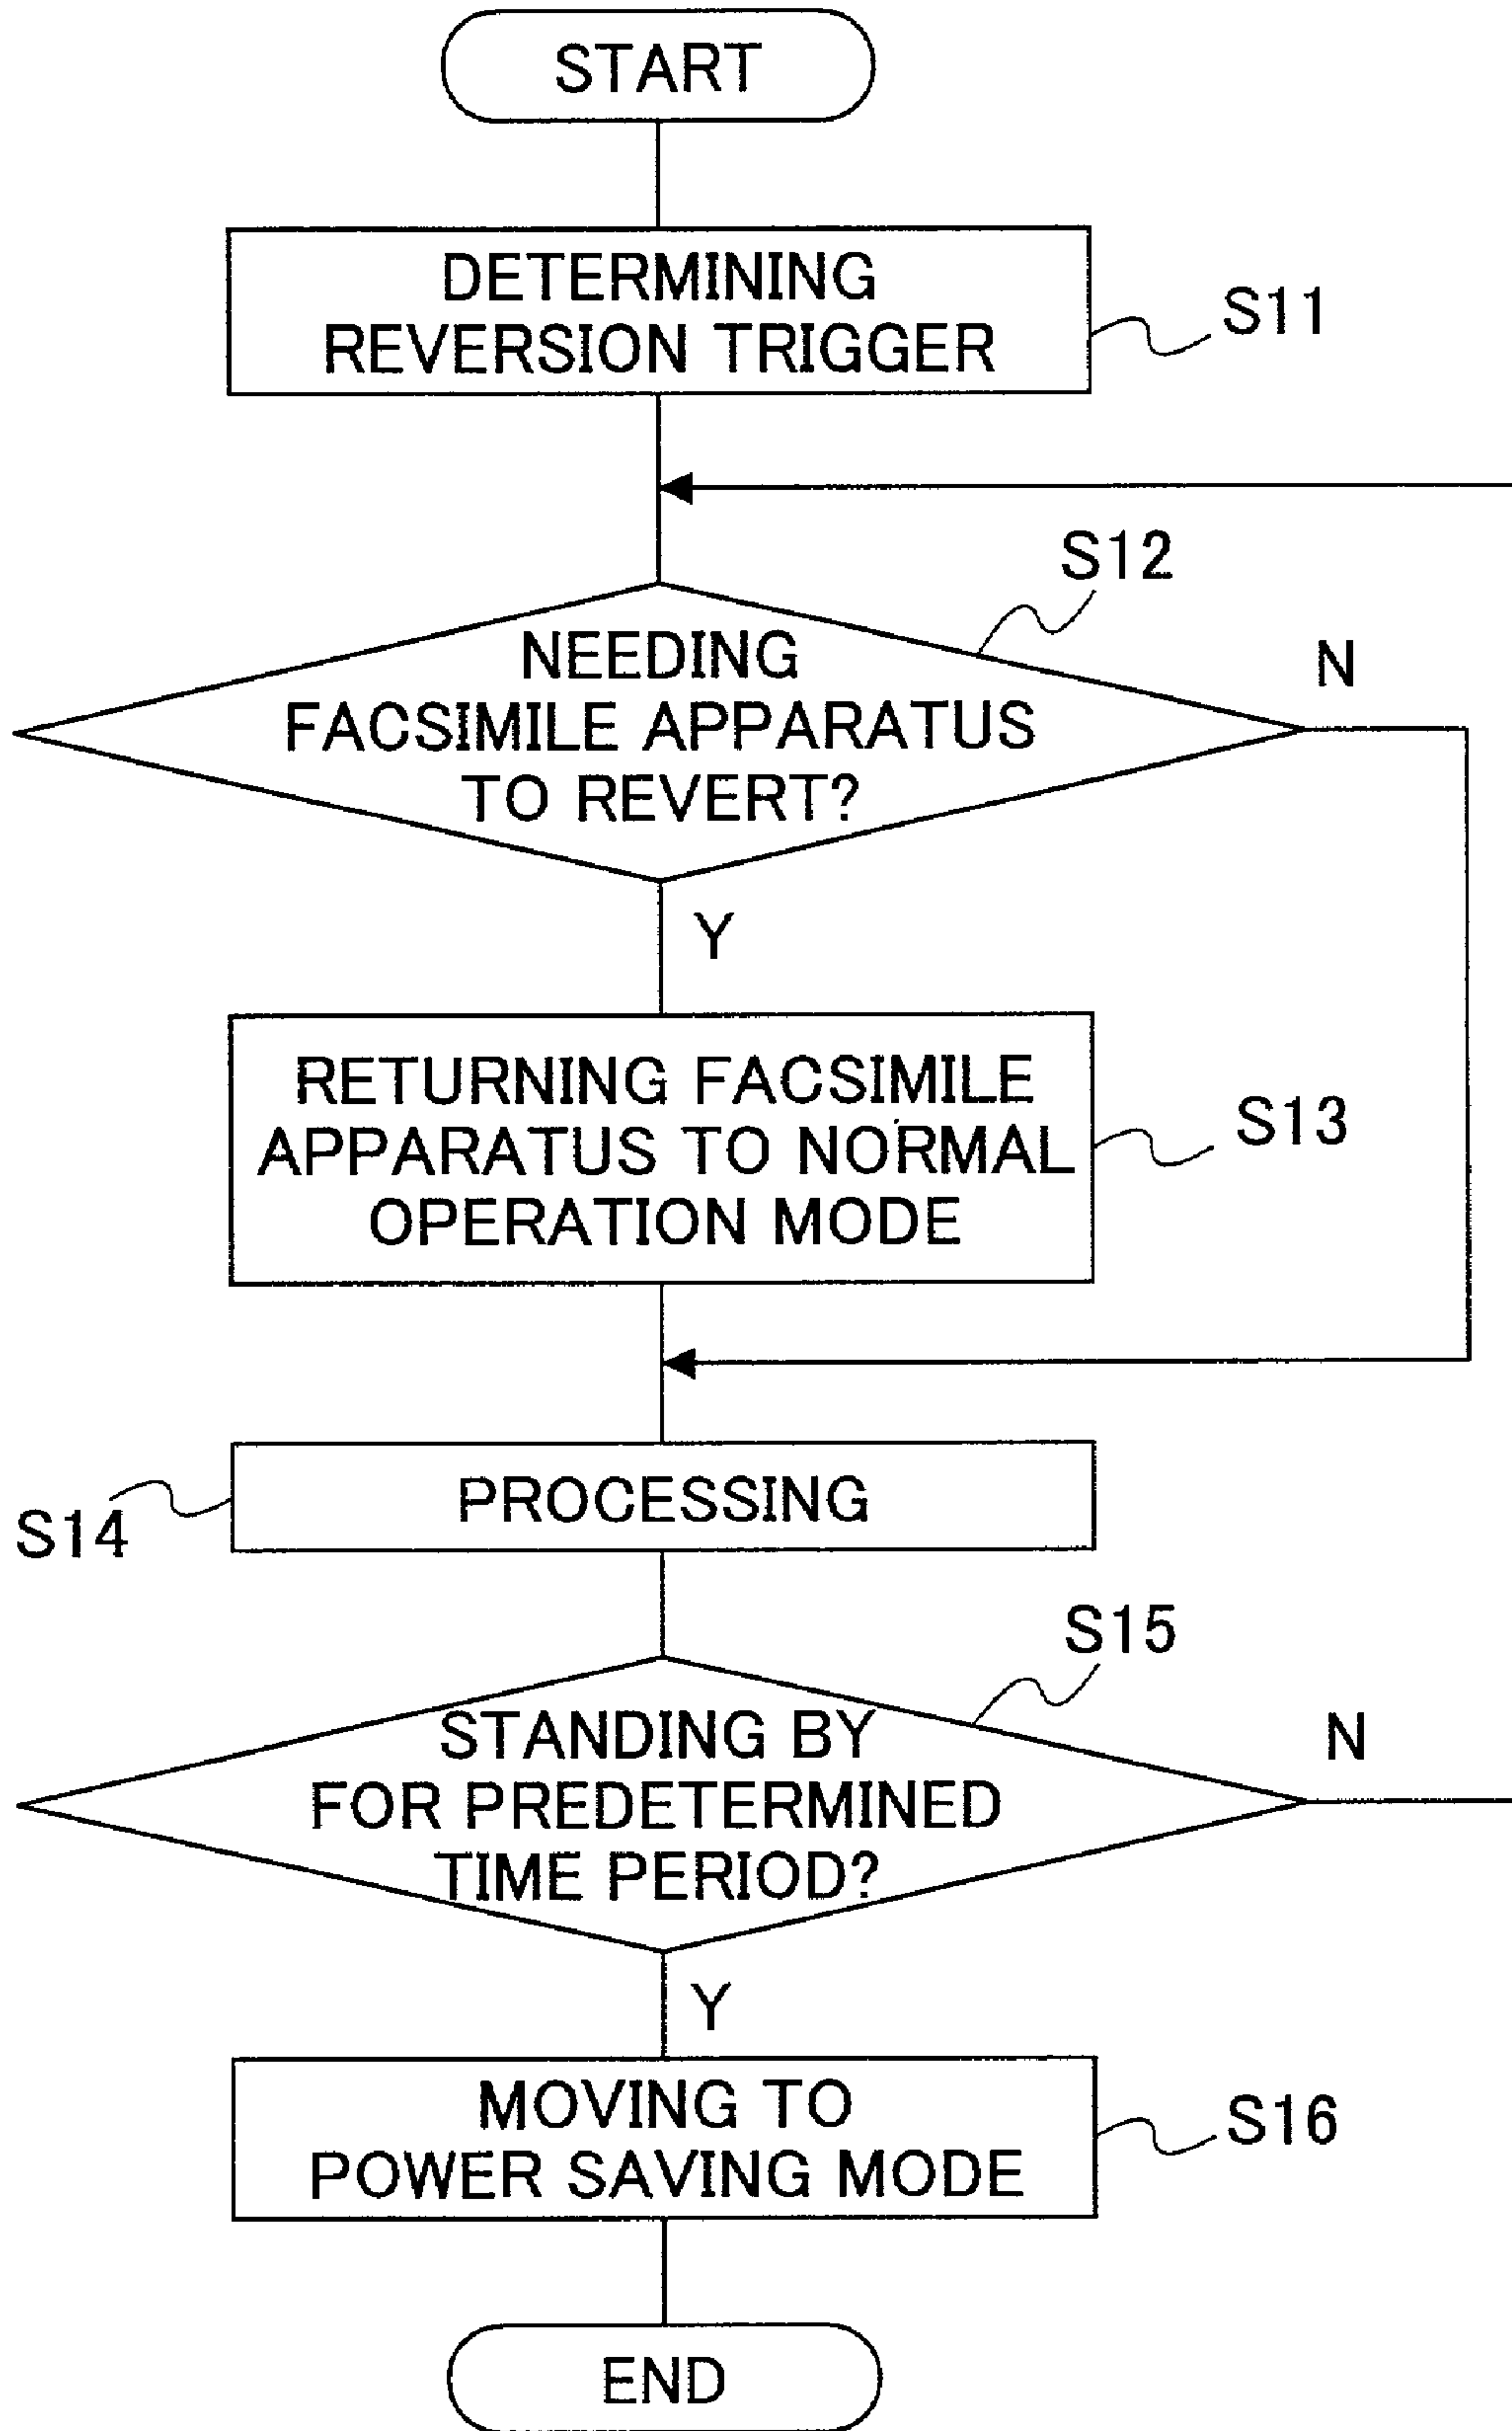 START
DETERMINING
REVERSION TRIGGER
S11
S12
NEEDING
FACSIMILE APPARATUS
TO REVERT?
N
Y
RETURNING FACSIMILE
APPARATUS TO NORMAL
OPERATION MODE
S13
PROCESSING
S14
S15
STANDING BY
FOR PREDETERMINED
TIME PERIOD?
N
Y
MOVING TO
POWER SAVING MODE
S16
END